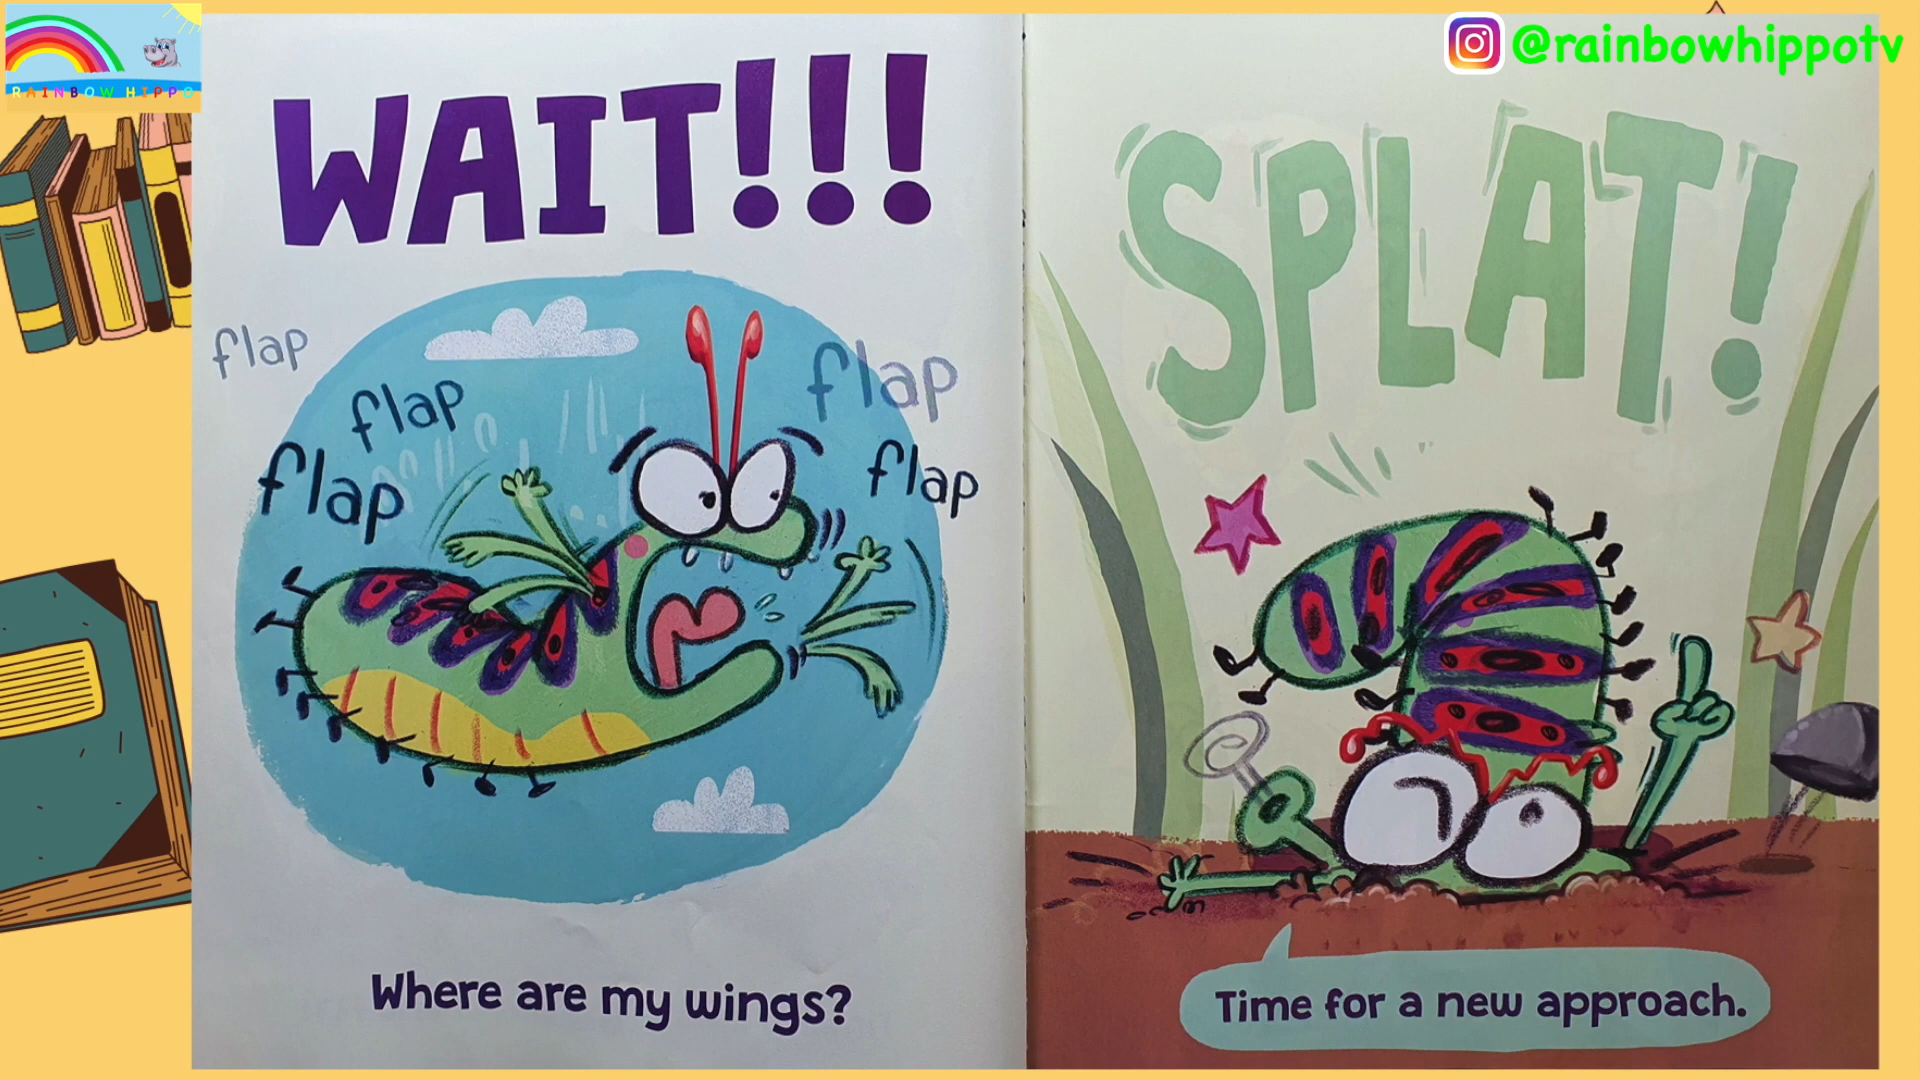 RAINBOW HIPPO
@rainbowhippotv
WAIT!!!
flap
flap
flap
flap
flap
Where are my wings?
SPLAT!
Time for a new approach.